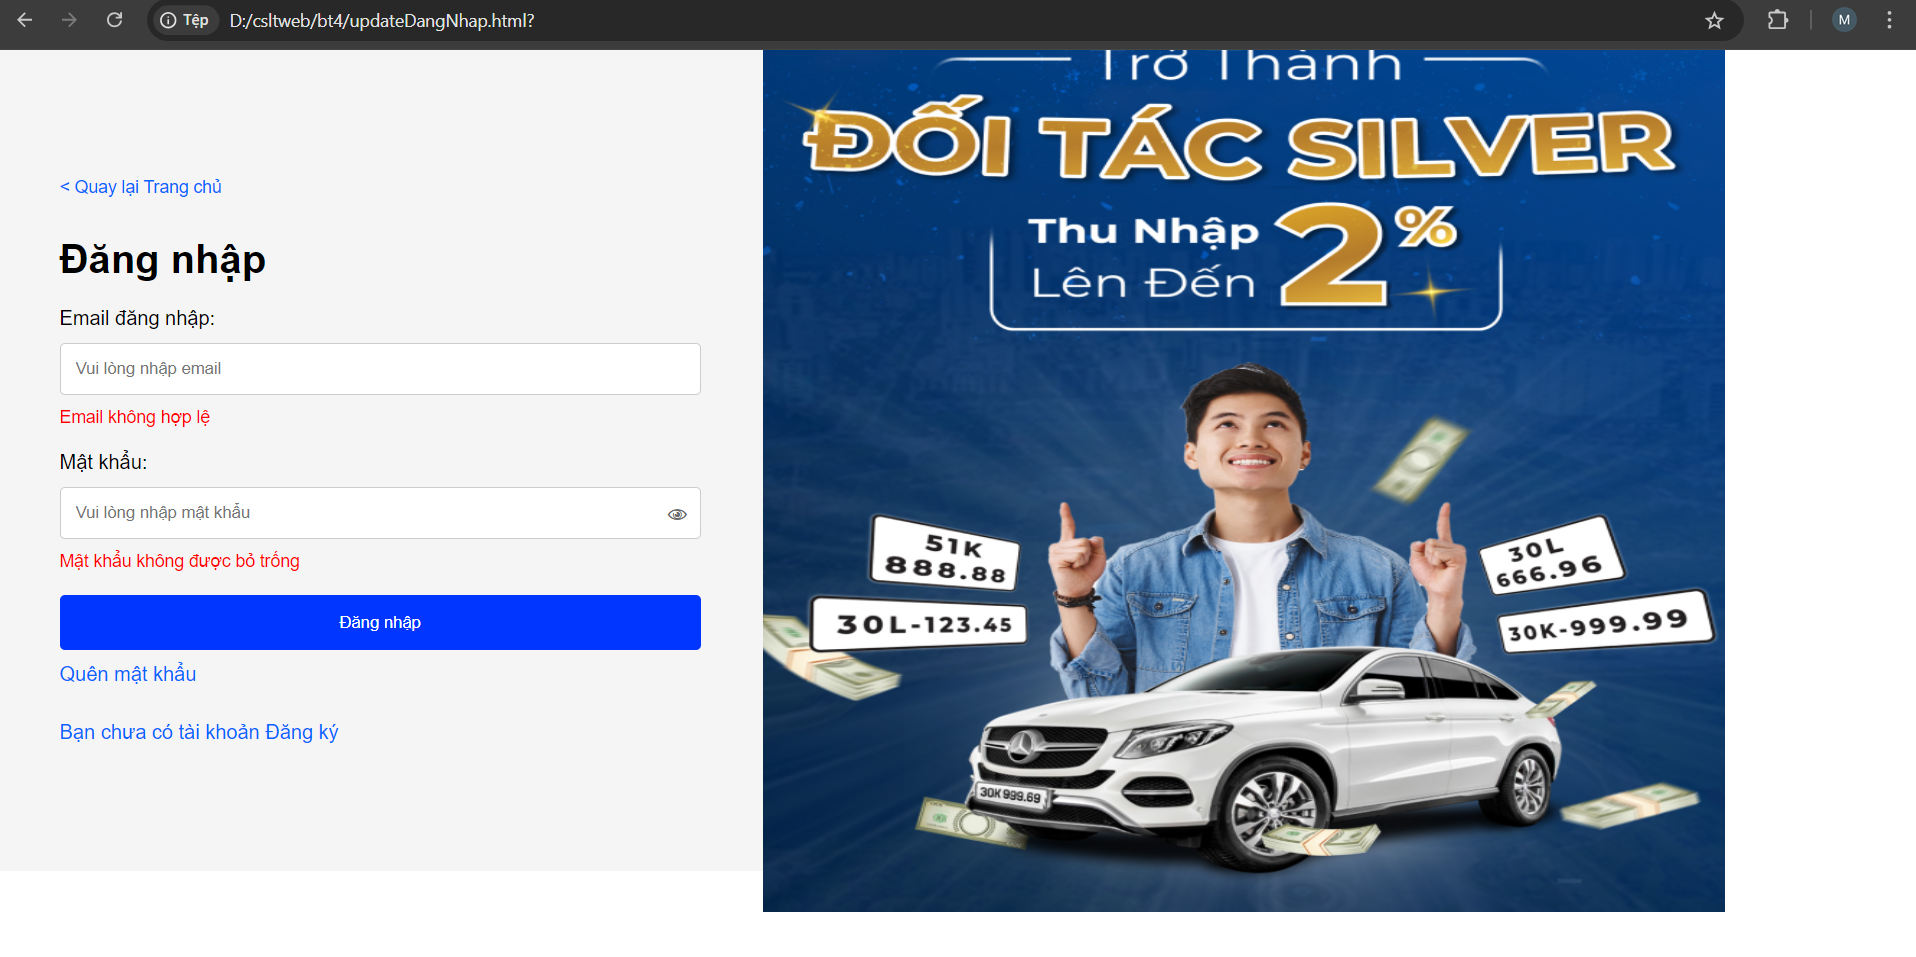 Tệp D:/csltweb/bt4/updateDangNhap.html? M
< Quay lại Trang chủ
Đăng nhập
Email đăng nhập:
Vui lòng nhập email
Email không hợp lệ
Mật khẩu:
Vui lòng nhập mật khẩu
Mật khẩu không được bỏ trống
Đăng nhập
Quên mật khẩu
Bạn chưa có tài khoản Đăng ký
Trở Thành
ĐỐI TÁC SILVER
Thu Nhập
Lên Đến
2%
51K
888.88
30L-123.45
30L
666.96
30K-999.99
30K 999.69